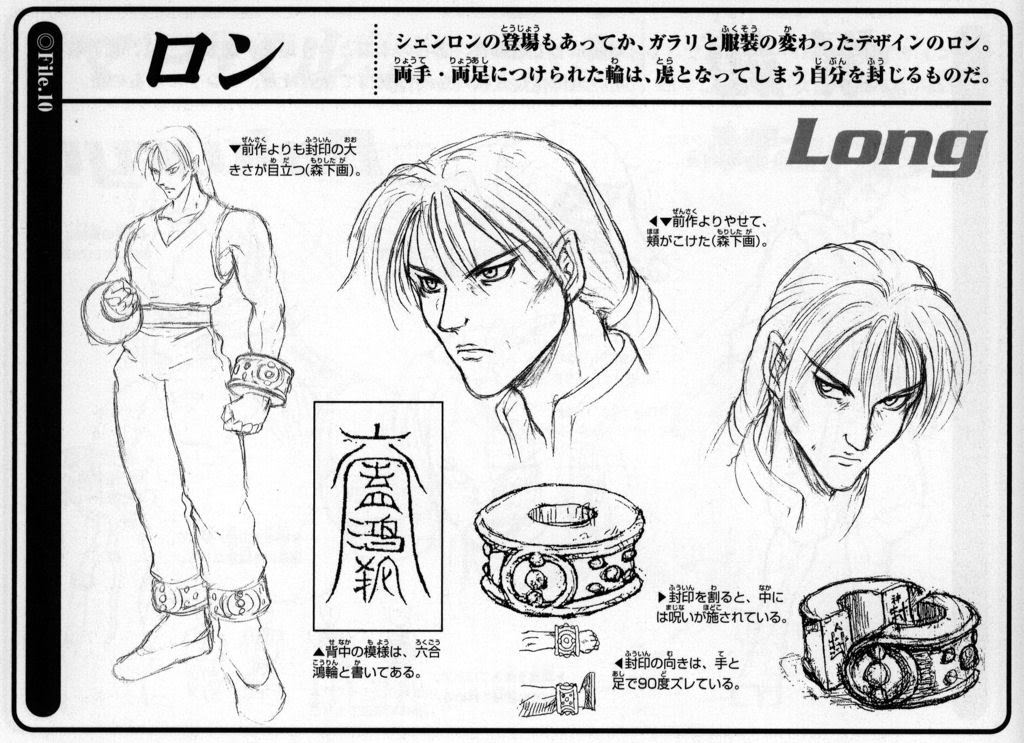 ◎File.10
ロン
シェンロンの登場もあってか、ガラリと服装の変わったデザインのロン。
両手・両足につけられた輪は、虎となってしまう自分を封じるものだ。
Long
▼前作よりも封印の大
きさが目立つ(森下画)。
◀▼前作よりやせて、
頬がこけた(森下画)。
▲背中の模様は、六合
鴻輪と書いてある。
▶封印を割ると、中に
は呪いが施されている。
◀封印の向きは、手と
足で90度ズレている。